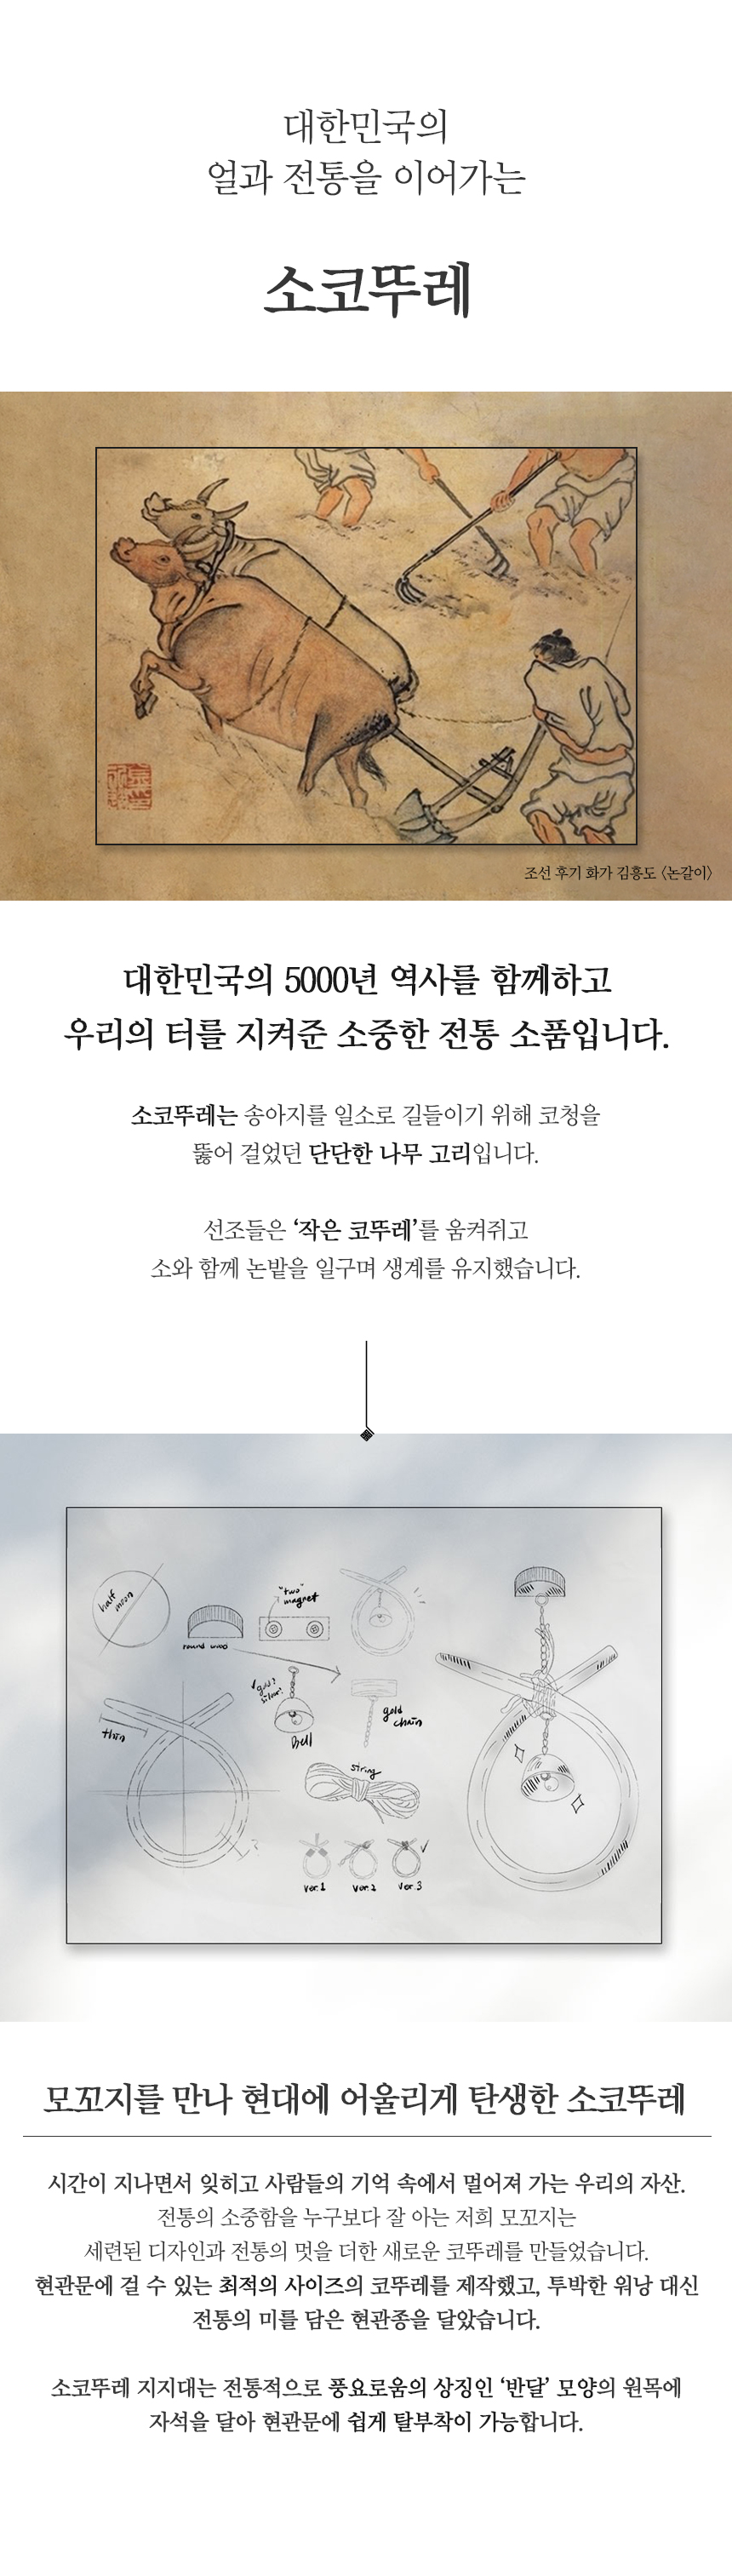 대한민국의
얼과 전통을 이어가는
소코뚜레
조선 후기 화가 김홍도 <논갈이>
대한민국의 5000년 역사를 함께하고
우리의 터를 지켜준 소중한 전통 소품입니다.
소코뚜레는 송아지를 일소로 길들이기 위해 코청을
뚫어 걸었던 단단한 나무 고리입니다.
선조들은 ‘작은 코뚜레’를 움켜쥐고
소와 함께 논밭을 일구며 생계를 유지했습니다.
half moon
round wood
"two" magnet
thin
gold? silver?
Bell
gold chain
string
ver.1
ver.2
ver.3
모꼬지를 만나 현대에 어울리게 탄생한 소코뚜레
시간이 지나면서 잊히고 사람들의 기억 속에서 멀어져 가는 우리의 자산.
전통의 소중함을 누구보다 잘 아는 저희 모꼬지는
세련된 디자인과 전통의 멋을 더한 새로운 코뚜레를 만들었습니다.
현관문에 걸 수 있는 최적의 사이즈의 코뚜레를 제작했고, 투박한 워낭 대신
전통의 미를 담은 현관종을 달았습니다.
소코뚜레 지지대는 전통적으로 풍요로움의 상징인 ‘반달’ 모양의 원목에
자석을 달아 현관문에 쉽게 탈부착이 가능합니다.